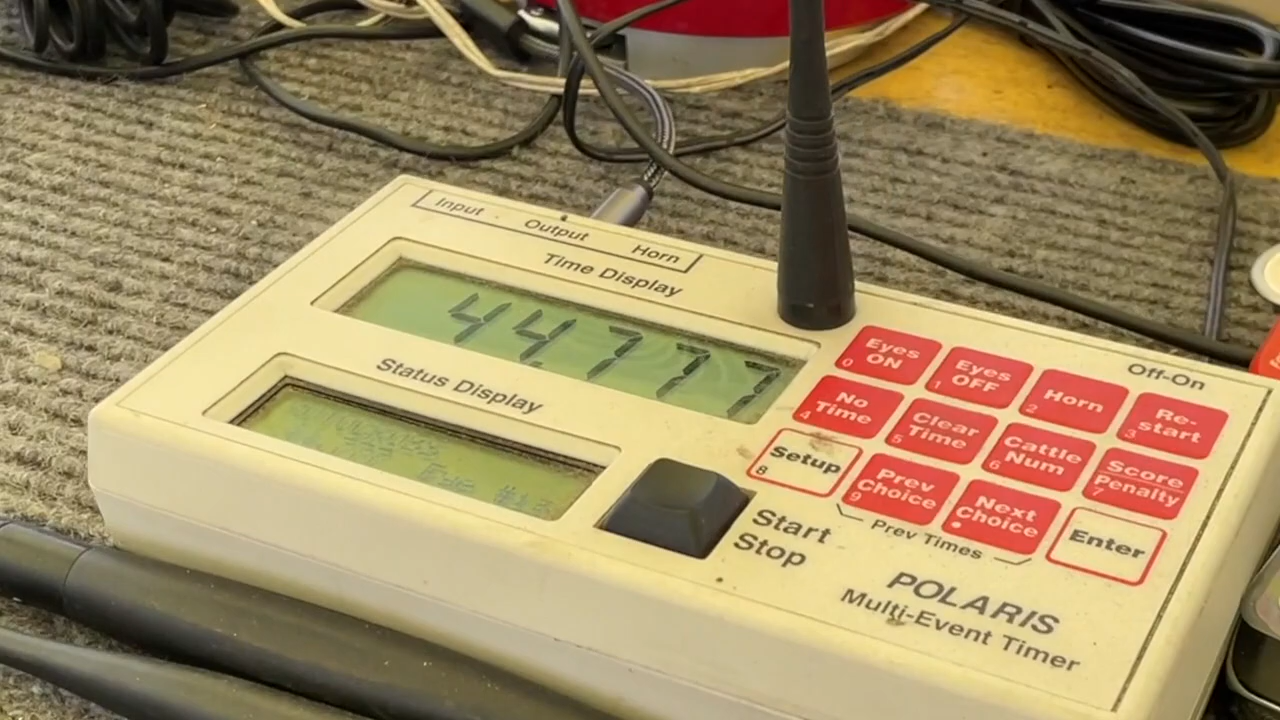 Input Output Horn
Time Display
44.777
Status Display
Eye
Start
Stop
Off-On
0 Eyes ON
1 Eyes OFF
2 Horn
3 Re-start
4 No Time
5 Clear Time
6 Cattle Num
7 Score Penalty
8 Setup
9 Prev Choice
• Next Choice
Enter
Prev Times
POLARIS
Multi-Event Timer